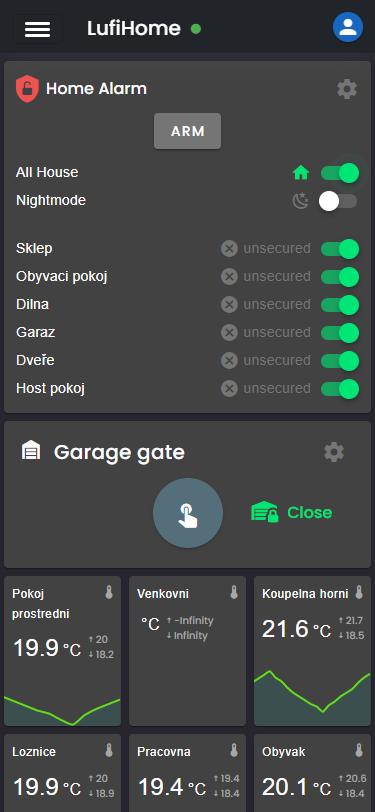 LufiHome
Home Alarm
ARM
All House
Nightmode
Sklep unsecured
Obyvaci pokoj unsecured
Dilna unsecured
Garaz unsecured
Dveře unsecured
Host pokoj unsecured
Garage gate
Close
Pokoj
prostredni
19.9 °C ↑ 20
↓ 18.2
Venkovni
°C ↑ -Infinity
↓ Infinity
Koupelna horni
21.6 °C ↑ 21.7
↓ 18.5
Loznice
19.9 °C ↑ 20
↓ 18.9
Pracovna
19.4 °C ↑ 19.4
↓ 18.4
Obyvak
20.1 °C ↑ 20.6
↓ 18.4